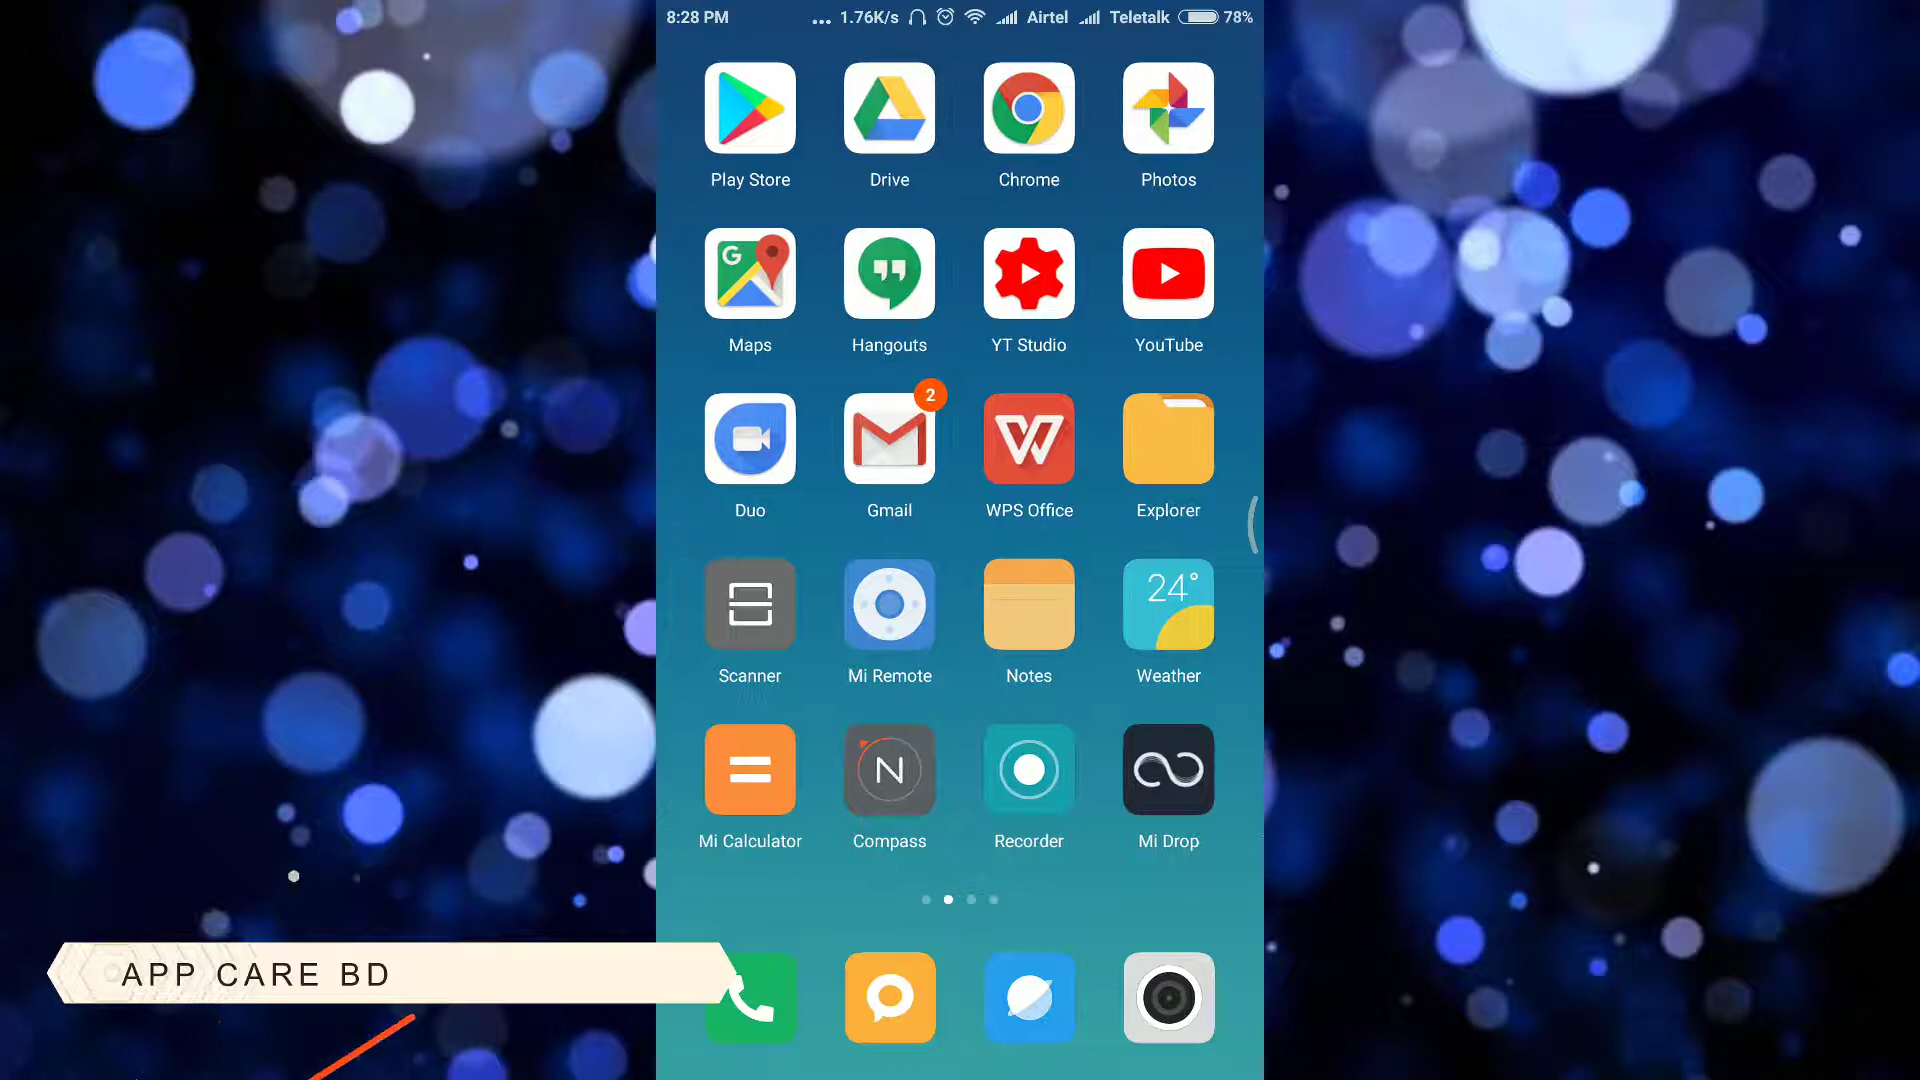 8:28 PM ... 1.76K/s Airtel Teletalk 78%
Play Store Drive Chrome Photos
G
Maps Hangouts YT Studio YouTube
2
Duo Gmail WPS Office Explorer
24°
Scanner Mi Remote Notes Weather
N
Mi Calculator Compass Recorder Mi Drop
APP CARE BD